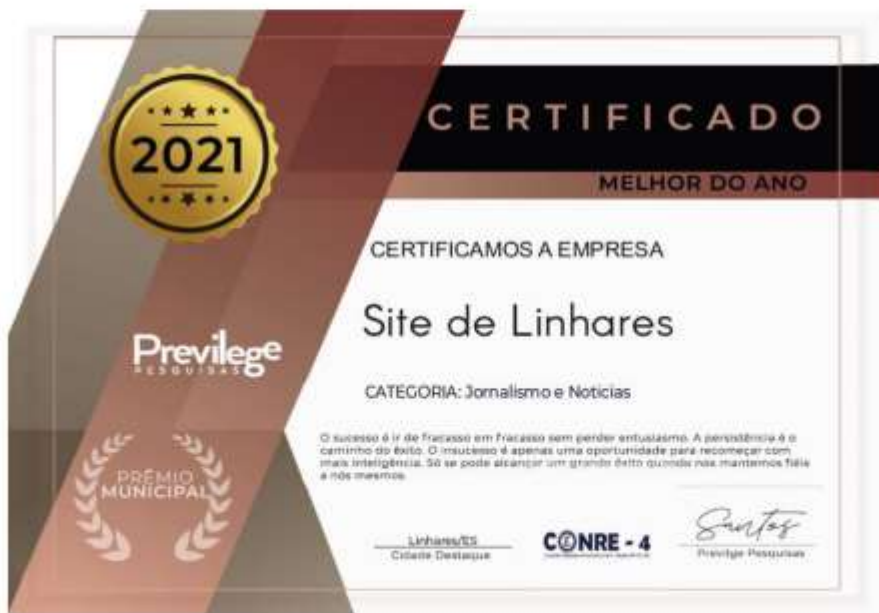 2021
CERTIFICADO
MELHOR DO ANO
CERTIFICAMOS A EMPRESA
Site de Linhares
Previlege
PESQUISAS
CATEGORIA: Jornalismo e Noticias
O sucesso é ir de fracasso em fracasso sem perder entusiasmo. A persistência é o
caminho do êxito. O insucesso é apenas uma oportunidade para recomeçar com
mais inteligência. Só se pode alcançar um grande êxito quando nos mantemos fiéis
a nós mesmos.
PRÊMIO
MUNICIPAL
Linhares/ES
Cidade Destaque
CONRE - 4
Santos
Previlge Pesquisas